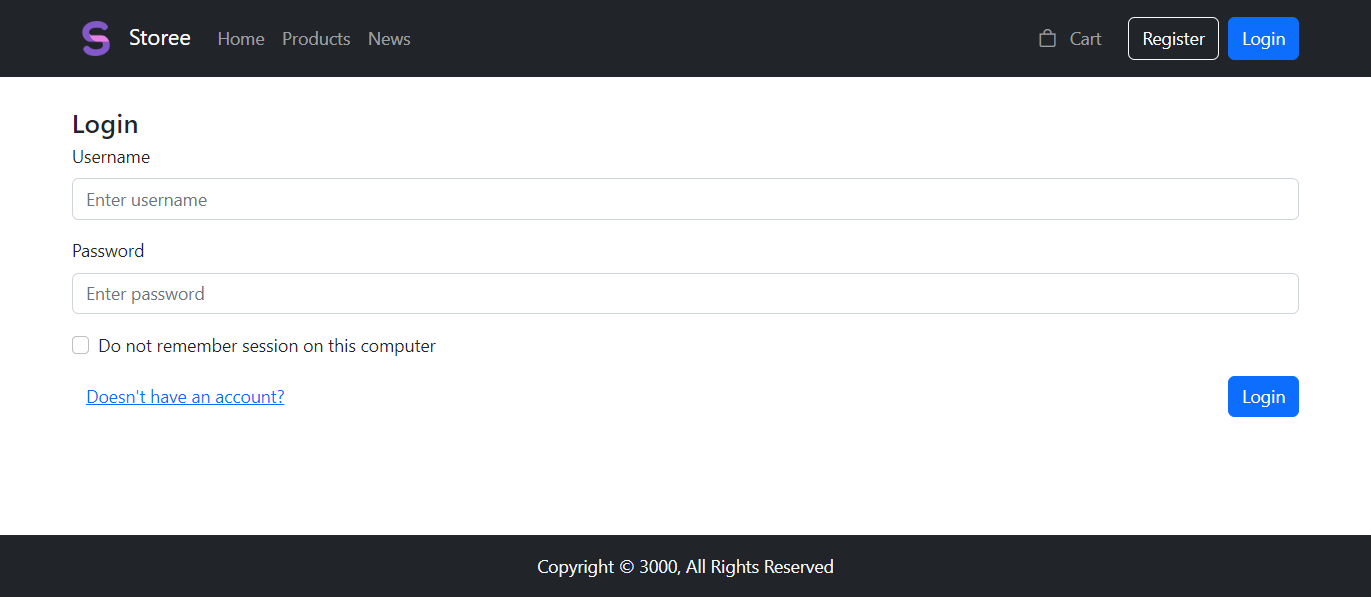 Storee Home Products News Cart Register Login
Login
Username
Enter username
Password
Enter password
Do not remember session on this computer
Doesn't have an account? Login
Copyright © 3000, All Rights Reserved